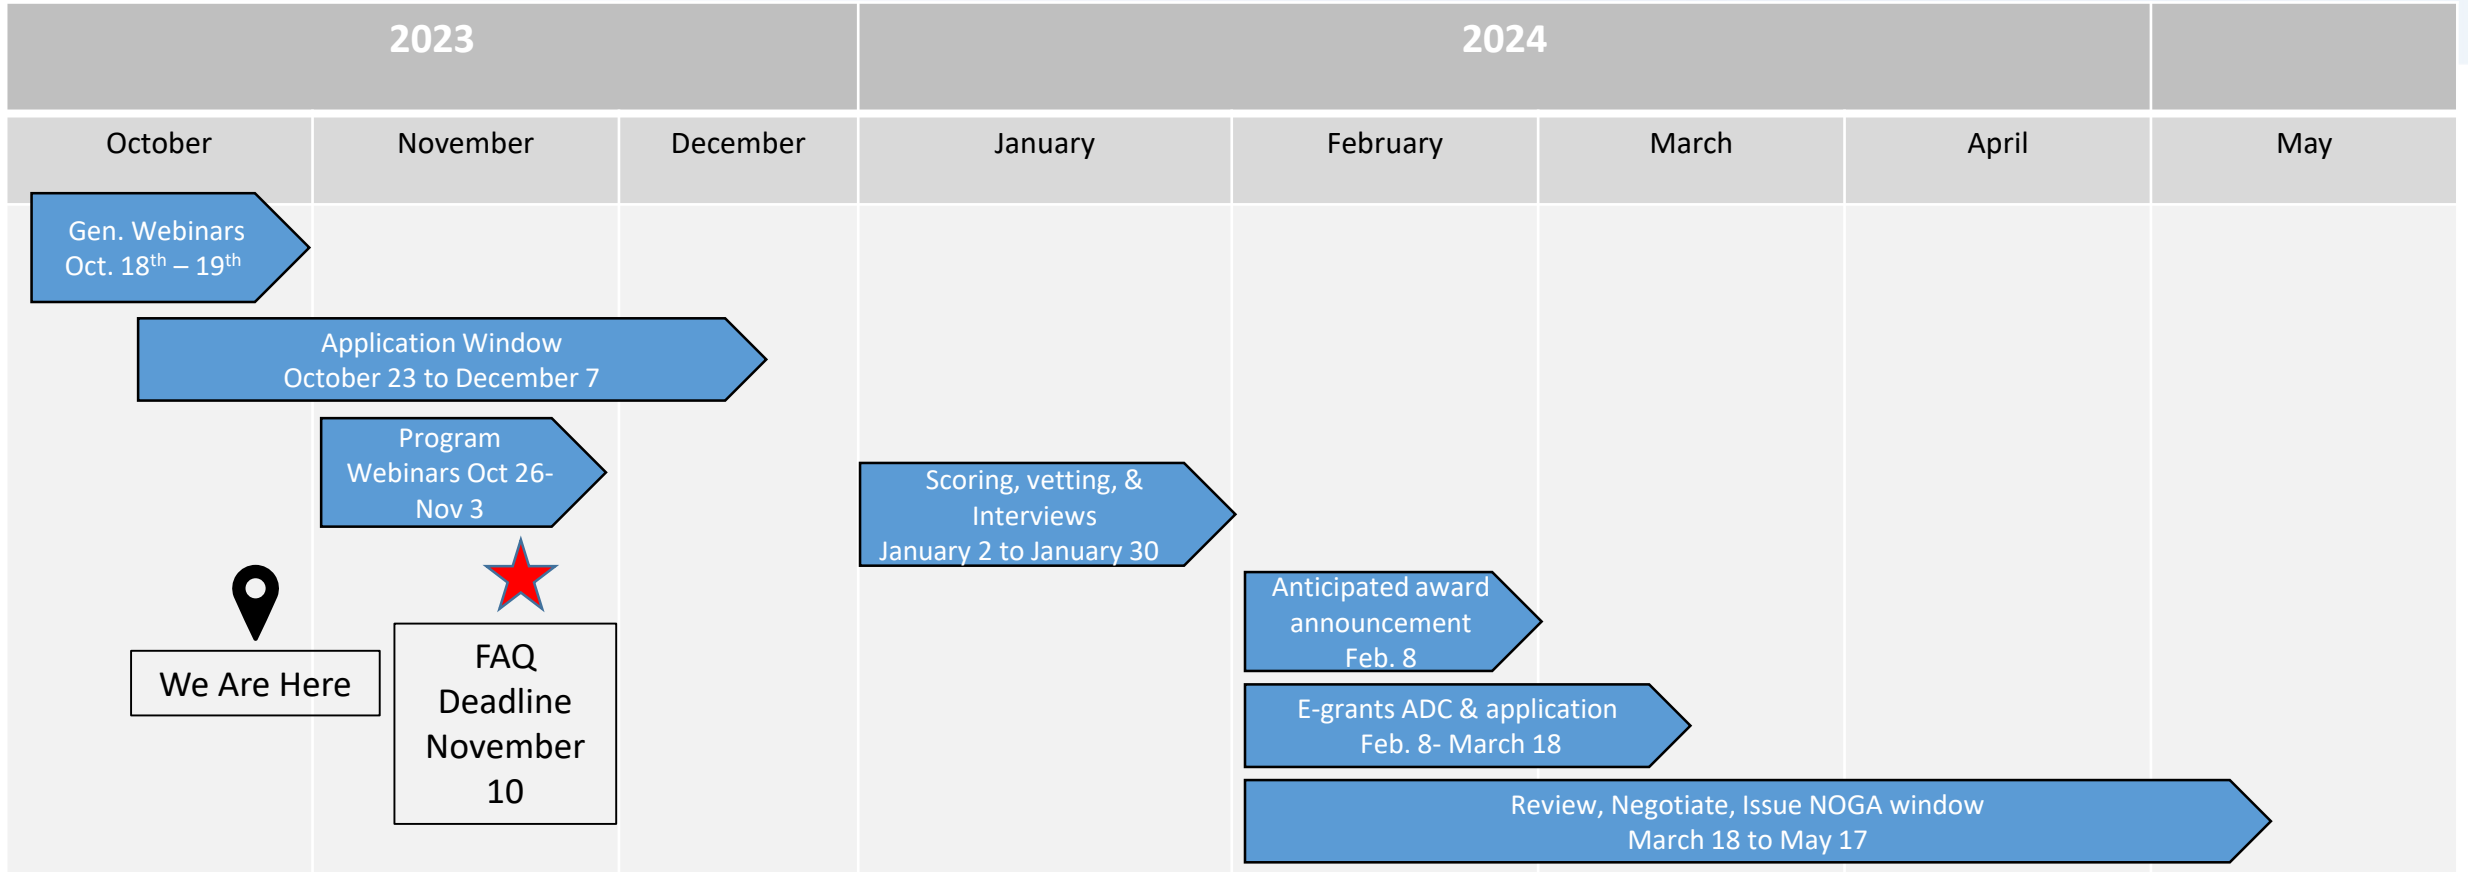 2023
2024
October
November
December
January
February
March
April
May
Gen. Webinars
Oct. 18th – 19th
Application Window
October 23 to December 7
Program
Webinars Oct 26-
Nov 3
Scoring, vetting, &
Interviews
January 2 to January 30
We Are Here
FAQ
Deadline
November
10
Anticipated award
announcement
Feb. 8
E-grants ADC & application
Feb. 8- March 18
Review, Negotiate, Issue NOGA window
March 18 to May 17